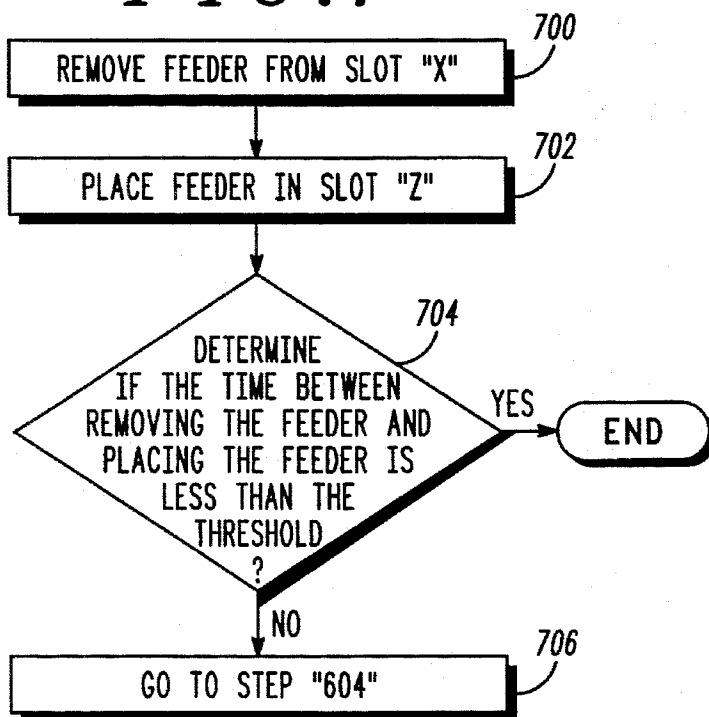 700
REMOVE FEEDER FROM SLOT "X"
702
PLACE FEEDER IN SLOT "Z"
704
DETERMINE
IF THE TIME BETWEEN
REMOVING THE FEEDER AND
PLACING THE FEEDER IS
LESS THAN THE
THRESHOLD
?
YES
END
NO
706
GO TO STEP "604"